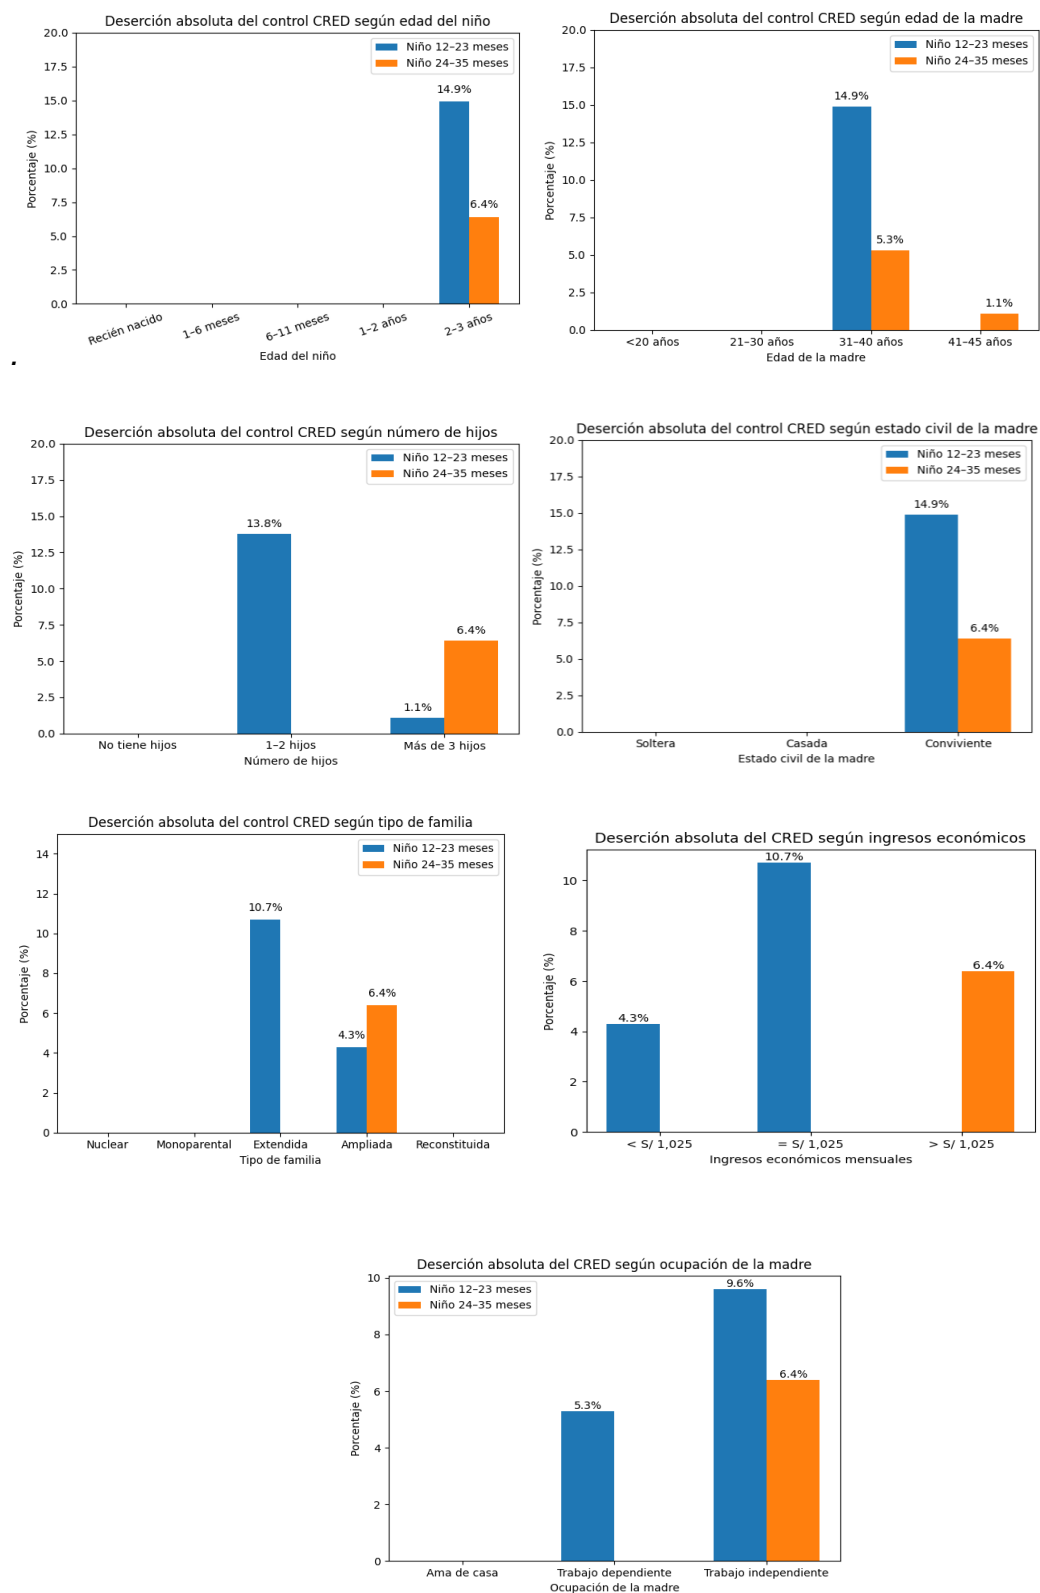 Deserción absoluta del control CRED según edad del niño
20.0
17.5
15.0
12.5
10.0
7.5
5.0
2.5
0.0
Porcentaje (%)
Niño 12–23 meses
Niño 24–35 meses
14.9%
6.4%
Recién nacido
1–6 meses
6–11 meses
1–2 años
2–3 años
Edad del niño
Deserción absoluta del control CRED según edad de la madre
20.0
17.5
15.0
12.5
10.0
7.5
5.0
2.5
0.0
Porcentaje (%)
Niño 12–23 meses
Niño 24–35 meses
14.9%
5.3%
1.1%
<20 años
21–30 años
31–40 años
41–45 años
Edad de la madre
.
Deserción absoluta del control CRED según número de hijos
20.0
17.5
15.0
12.5
10.0
7.5
5.0
2.5
0.0
Porcentaje (%)
Niño 12–23 meses
Niño 24–35 meses
13.8%
1.1%
6.4%
No tiene hijos
1–2 hijos
Más de 3 hijos
Número de hijos
Deserción absoluta del control CRED según estado civil de la madre
20.0
17.5
15.0
12.5
10.0
7.5
5.0
2.5
0.0
Porcentaje (%)
Niño 12–23 meses
Niño 24–35 meses
14.9%
6.4%
Soltera
Casada
Conviviente
Estado civil de la madre
Deserción absoluta del control CRED según tipo de familia
14
12
10
8
6
4
2
0
Porcentaje (%)
Niño 12–23 meses
Niño 24–35 meses
10.7%
4.3%
6.4%
Nuclear
Monoparental
Extendida
Ampliada
Reconstituida
Tipo de familia
Deserción absoluta del CRED según ingresos económicos
10
8
6
4
2
0
Porcentaje (%)
4.3%
10.7%
6.4%
< S/ 1,025
= S/ 1,025
> S/ 1,025
Ingresos económicos mensuales
Deserción absoluta del CRED según ocupación de la madre
10
8
6
4
2
0
Porcentaje (%)
Niño 12–23 meses
Niño 24–35 meses
5.3%
9.6%
6.4%
Ama de casa
Trabajo dependiente
Trabajo independiente
Ocupación de la madre